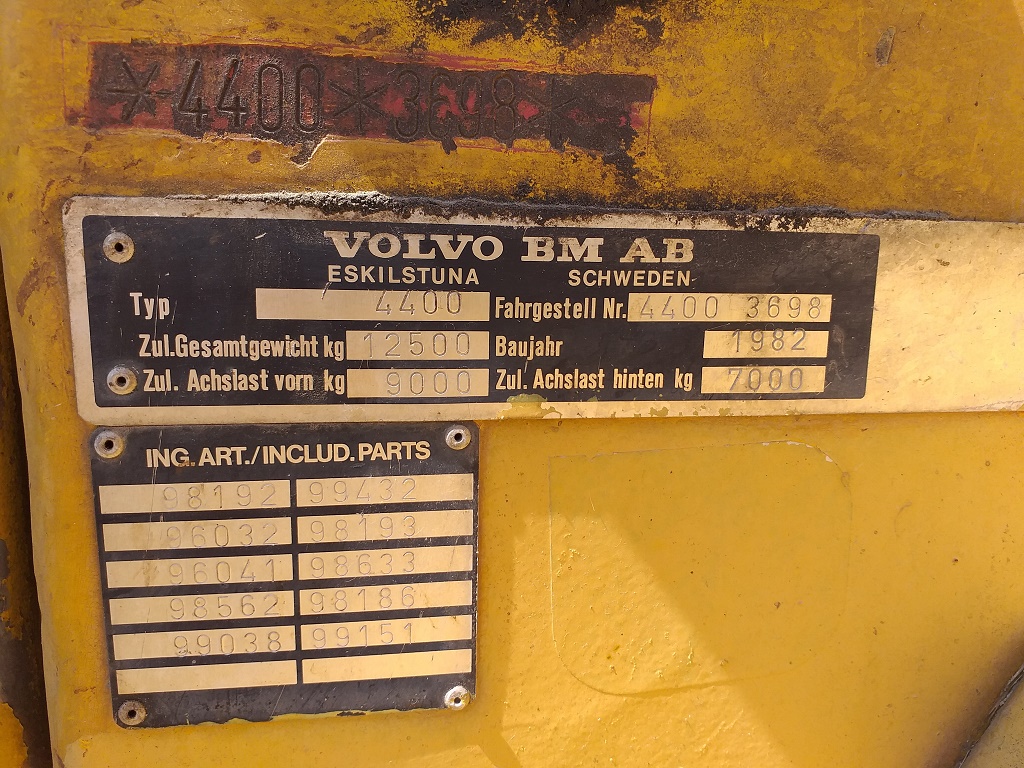 *4400*3698*
VOLVO BM AB
ESKILSTUNA SCHWEDEN
Typ 4400 Fahrgestell Nr. 4400 3698
Zul.Gesamtgewicht kg 12500 Baujahr 1982
Zul. Achslast vorn kg 9000 Zul. Achslast hinten kg 7000
ING.ART./INCLUD.PARTS
98192 99432
96032 98193
96041 98633
98562 98186
99038 99151